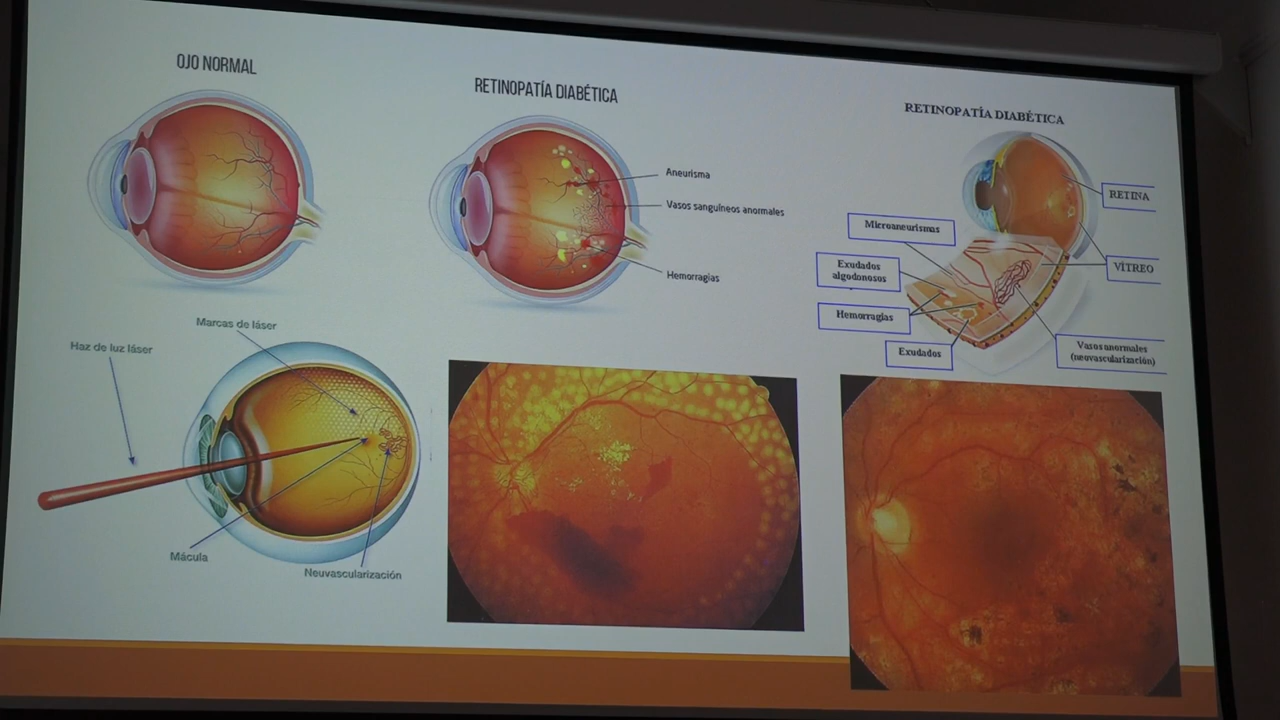 OJO NORMAL
RETINOPATÍA DIABÉTICA
Aneurisma
Vasos sanguíneos anormales
Hemorragias
RETINOPATÍA DIABÉTICA
RETINA
Microaneurismas
VÍTREO
Exudados
algodonosos
Hemorragias
Exudados
Vasos anormales
(neovascularización)
Marcas de láser
Haz de luz láser
Mácula
Neuvascularización